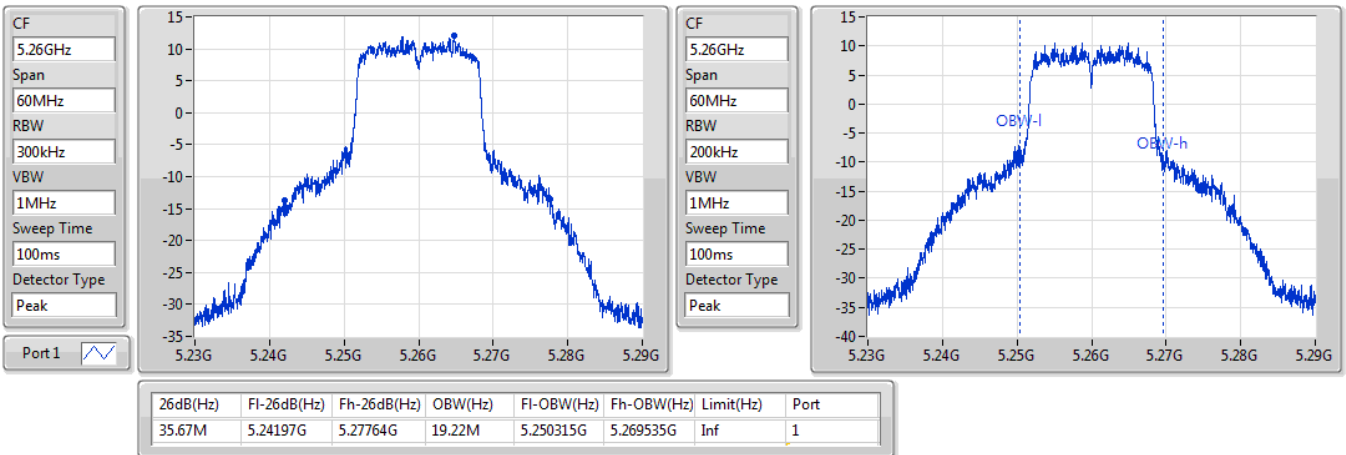 CF
5.26GHz
Span
60MHz
RBW
300kHz
VBW
1MHz
Sweep Time
100ms
Detector Type
Peak
Port 1
15
10
5
0
-5
-10
-15
-20
-25
-30
-35
5.23G 5.24G 5.25G 5.26G 5.27G 5.28G 5.29G
CF
5.26GHz
Span
60MHz
RBW
200kHz
VBW
1MHz
Sweep Time
100ms
Detector Type
Peak
15
10
5
0
-5
-10
-15
-20
-25
-30
-35
-40
OBW-l
OBW-h
5.23G 5.24G 5.25G 5.26G 5.27G 5.28G 5.29G
26dB(Hz) Fl-26dB(Hz) Fh-26dB(Hz) OBW(Hz) Fl-OBW(Hz) Fh-OBW(Hz) Limit(Hz) Port
35.67M 5.24197G 5.27764G 19.22M 5.250315G 5.269535G Inf 1